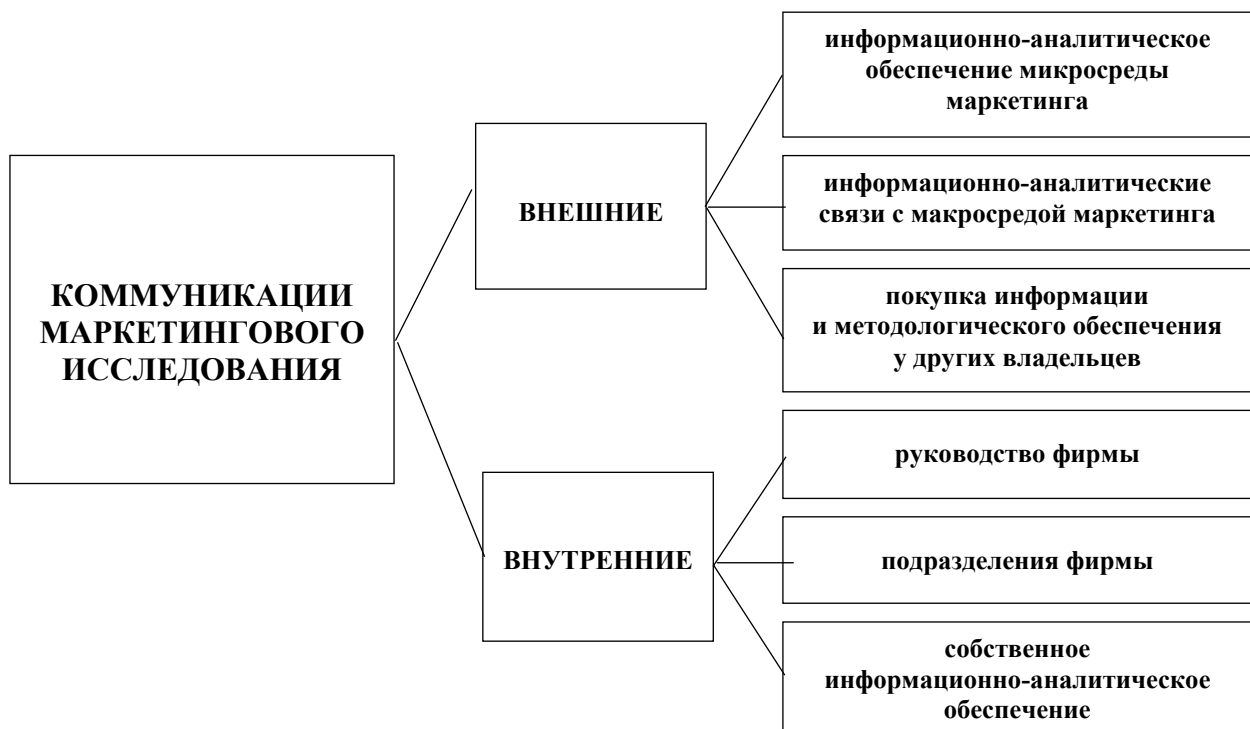 КОММУНИКАЦИИ
МАРКЕТИНГОВОГО
ИССЛЕДОВАНИЯ
ВНЕШНИЕ
информационно-аналитическое
обеспечение микросреды
маркетинга
информационно-аналитические
связи с макросредой маркетинга
покупка информации
и методологического обеспечения
у других владельцев
ВНУТРЕННИЕ
руководство фирмы
подразделения фирмы
собственное
информационно-аналитическое
обеспечение